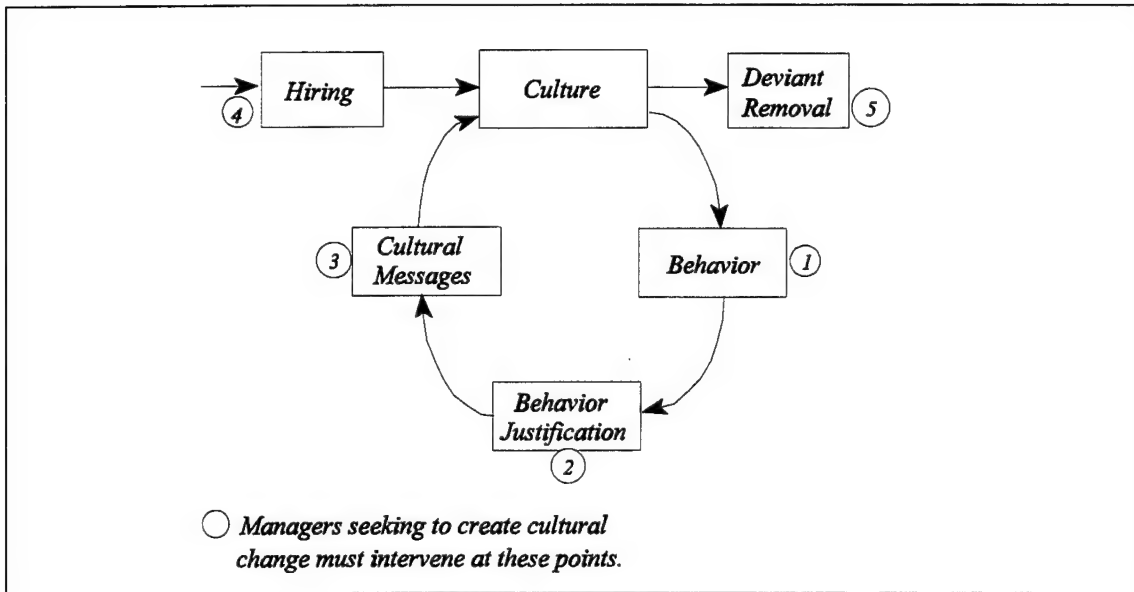 Hiring
4
Culture
Deviant
Removal
5
Cultural
Messages
3
Behavior
1
Behavior
Justification
2
Managers seeking to create cultural
change must intervene at these points.